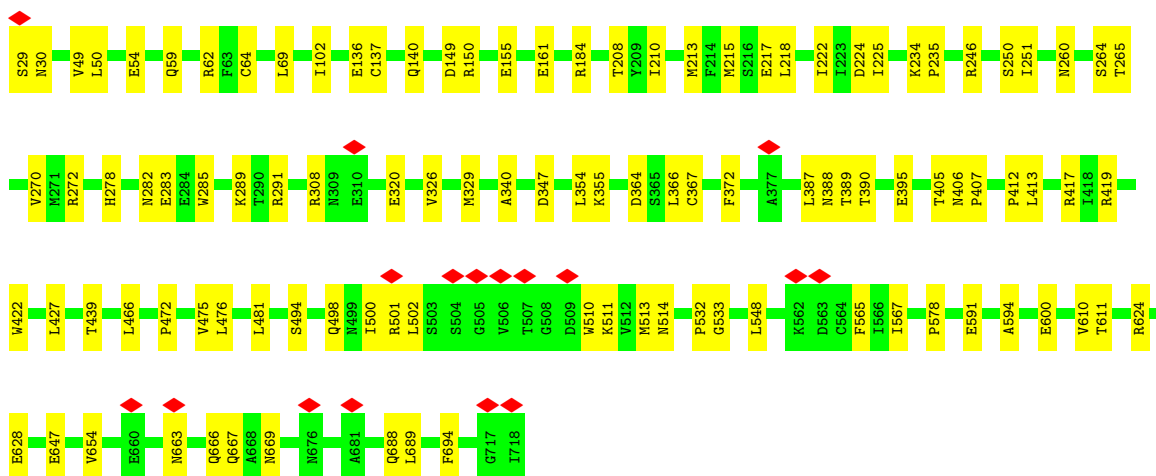 S29 N30 V49 L50 E54 Q59 R62 F63 C64 L69 I102 E136 C137 Q140 D149 R150 E155 E161 R184 T208 Y209 I210 M213 F214 M215 S216 E217 L218 I222 I223 D224 I225 K234 P235 R246 S250 I251 N260 S264 T265
V270 M271 R272 H278 N282 E283 E284 W285 K289 T290 R291 R308 N309 E310 E320 V326 M329 A340 D347 L354 K355 D364 S365 L366 C367 F372 A377 L387 N388 T389 T390 E395 T405 N406 P407 P412 L413 R417 I418 R419
W422 L427 T439 L466 P472 V475 L476 L481 S494 Q498 N499 I500 R501 L502 S503 S504 G505 V506 T507 G508 D509 W510 K511 V512 M513 N514 P532 G533 L548 K562 D563 C564 F565 I566 I567 P578 E591 A594 E600 V610 T611 R624
E628 E647 V654 E660 N663 Q666 Q667 A668 N669 N676 A681 Q688 L689 F694 G717 I718